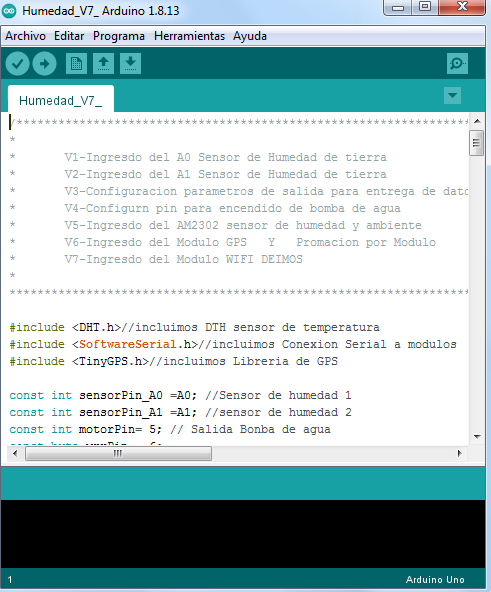 Humedad_V7_ Arduino 1.8.13
Archivo Editar Programa Herramientas Ayuda
Humedad_V7_
/******************************************************************
*
* V1-Ingresdo del A0 Sensor de Humedad de tierra
* V2-Ingresdo del A1 Sensor de Humedad de tierra
* V3-Configuracion parametros de salida para entrega de dato
* V4-Configurn pin para encendido de bomba de agua
* V5-Ingresdo del AM2302 sensor de humedad y ambiente
* V6-Ingresdo del Modulo GPS Y Promacion por Modulo
* V7-Ingresdo del Modulo WIFI DEIMOS
*
*******************************************************************
#include <DHT.h>//incluimos DTH sensor de temperatura
#include <SoftwareSerial.h>//incluimos Conexion Serial a modulos
#include <TinyGPS.h>//incluimos Libreria de GPS
const int sensorPin_A0 =A0; //Sensor de humedad 1
const int sensorPin_A1 =A1; //sensor de humedad 2
const int motorPin= 5; // Salida Bonba de agua
1
Arduino Uno